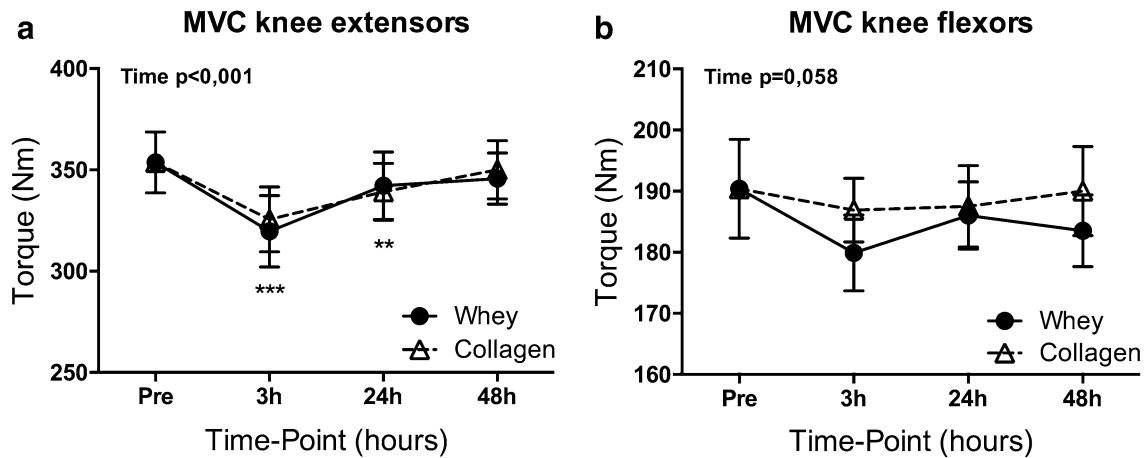 a
MVC knee extensors
Time p<0,001
400
350
300
250
Torque (Nm)
**
***
Whey
Collagen
Pre
3h
24h
48h
Time-Point (hours)
b
MVC knee flexors
Time p=0,058
210
200
190
180
170
160
Torque (Nm)
Whey
Collagen
Pre
3h
24h
48h
Time-Point (hours)